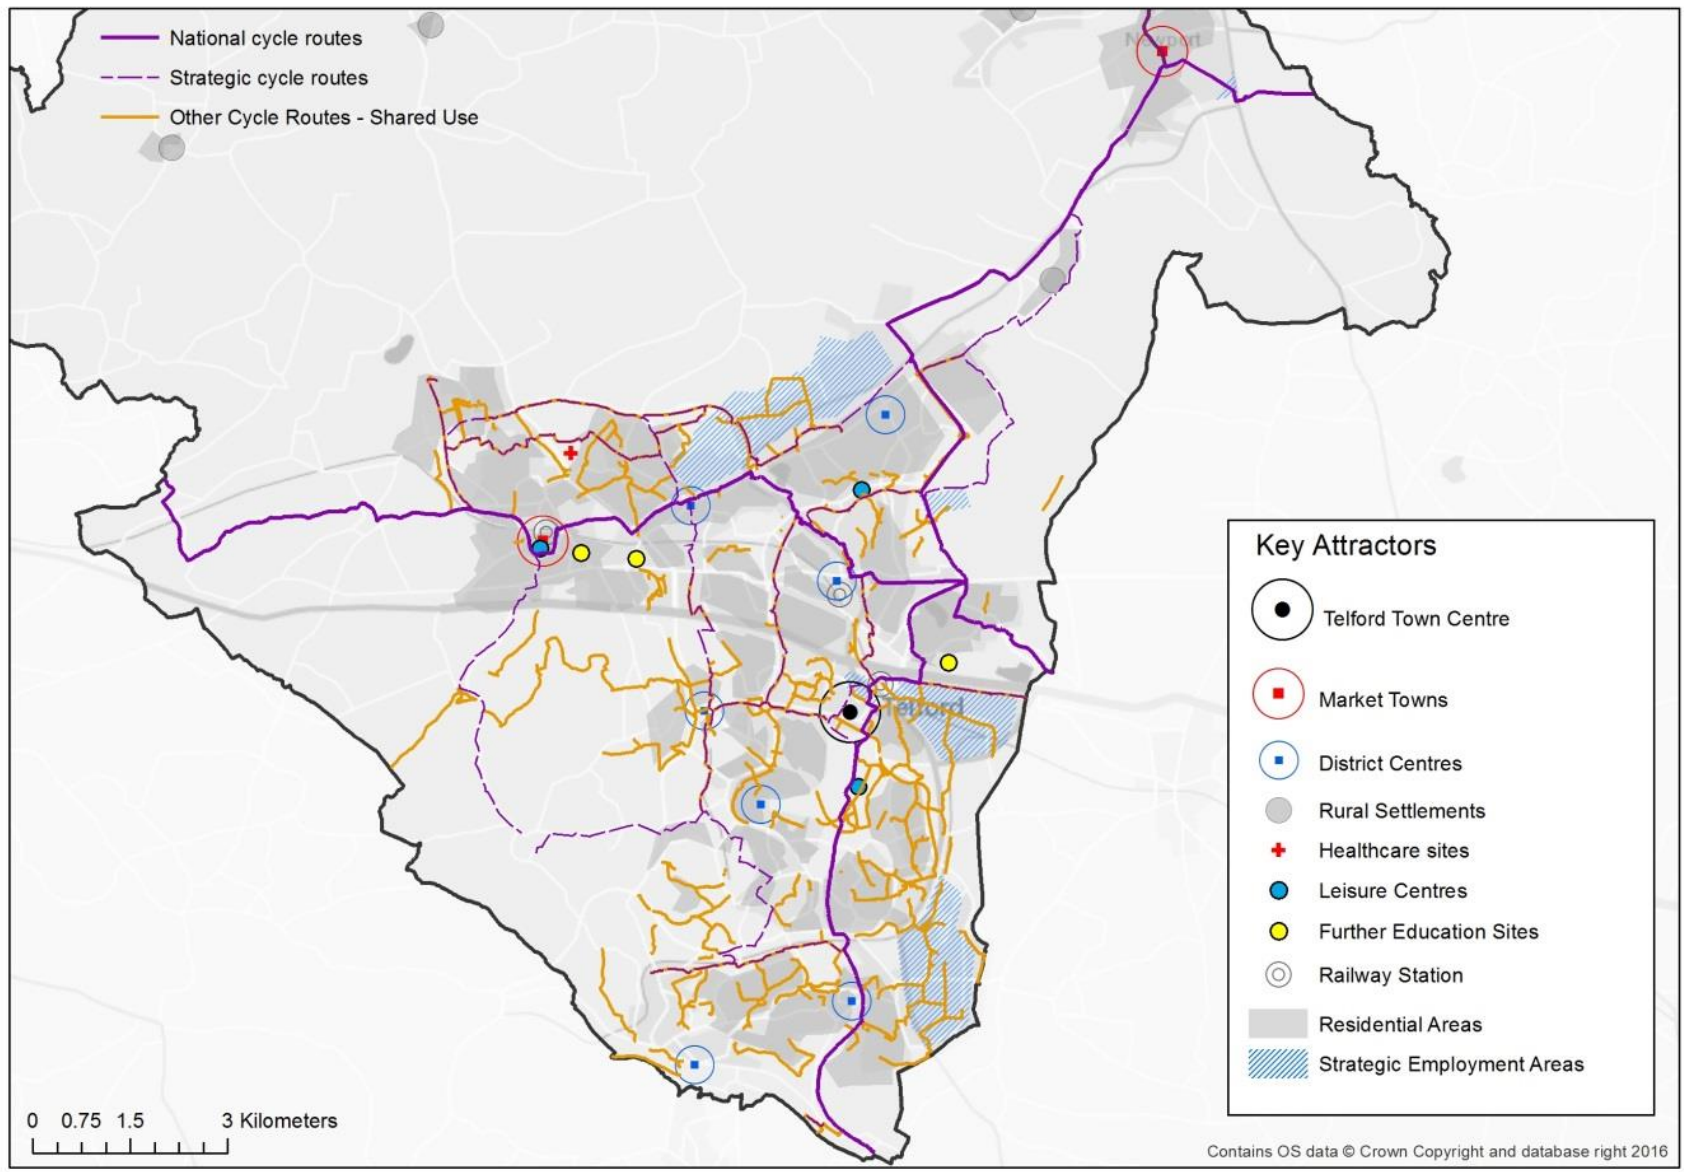 National cycle routes
Strategic cycle routes
Other Cycle Routes - Shared Use
Newport
Telford
Key Attractors
Telford Town Centre
Market Towns
District Centres
Rural Settlements
Healthcare sites
Leisure Centres
Further Education Sites
Railway Station
Residential Areas
Strategic Employment Areas
0 0.75 1.5 3 Kilometers
Contains OS data © Crown Copyright and database right 2016